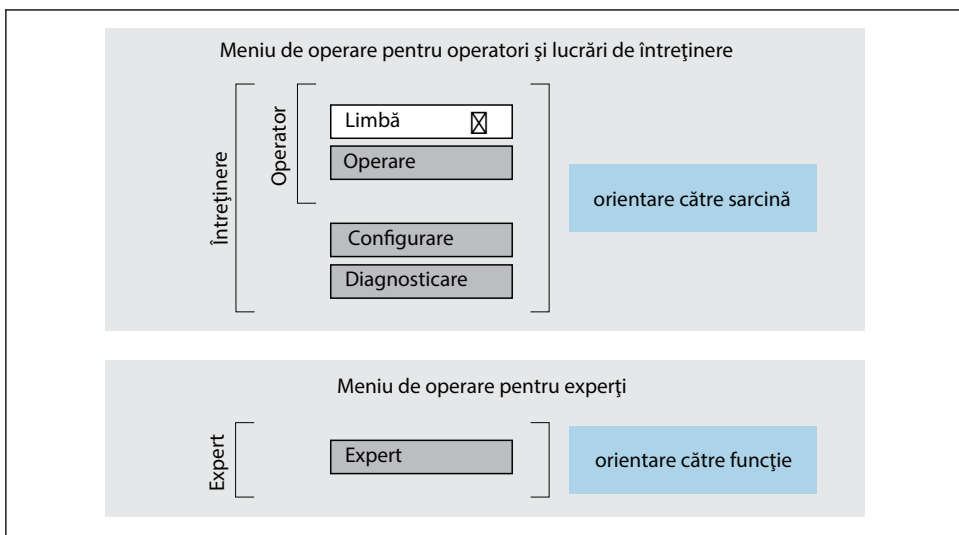 Meniu de operare pentru operatori şi lucrări de întreţinere
Întreţinere
Operator
Limbă
Operare
Configurare
Diagnosticare
orientare către sarcină
Meniu de operare pentru experţi
Expert
Expert
orientare către funcţie